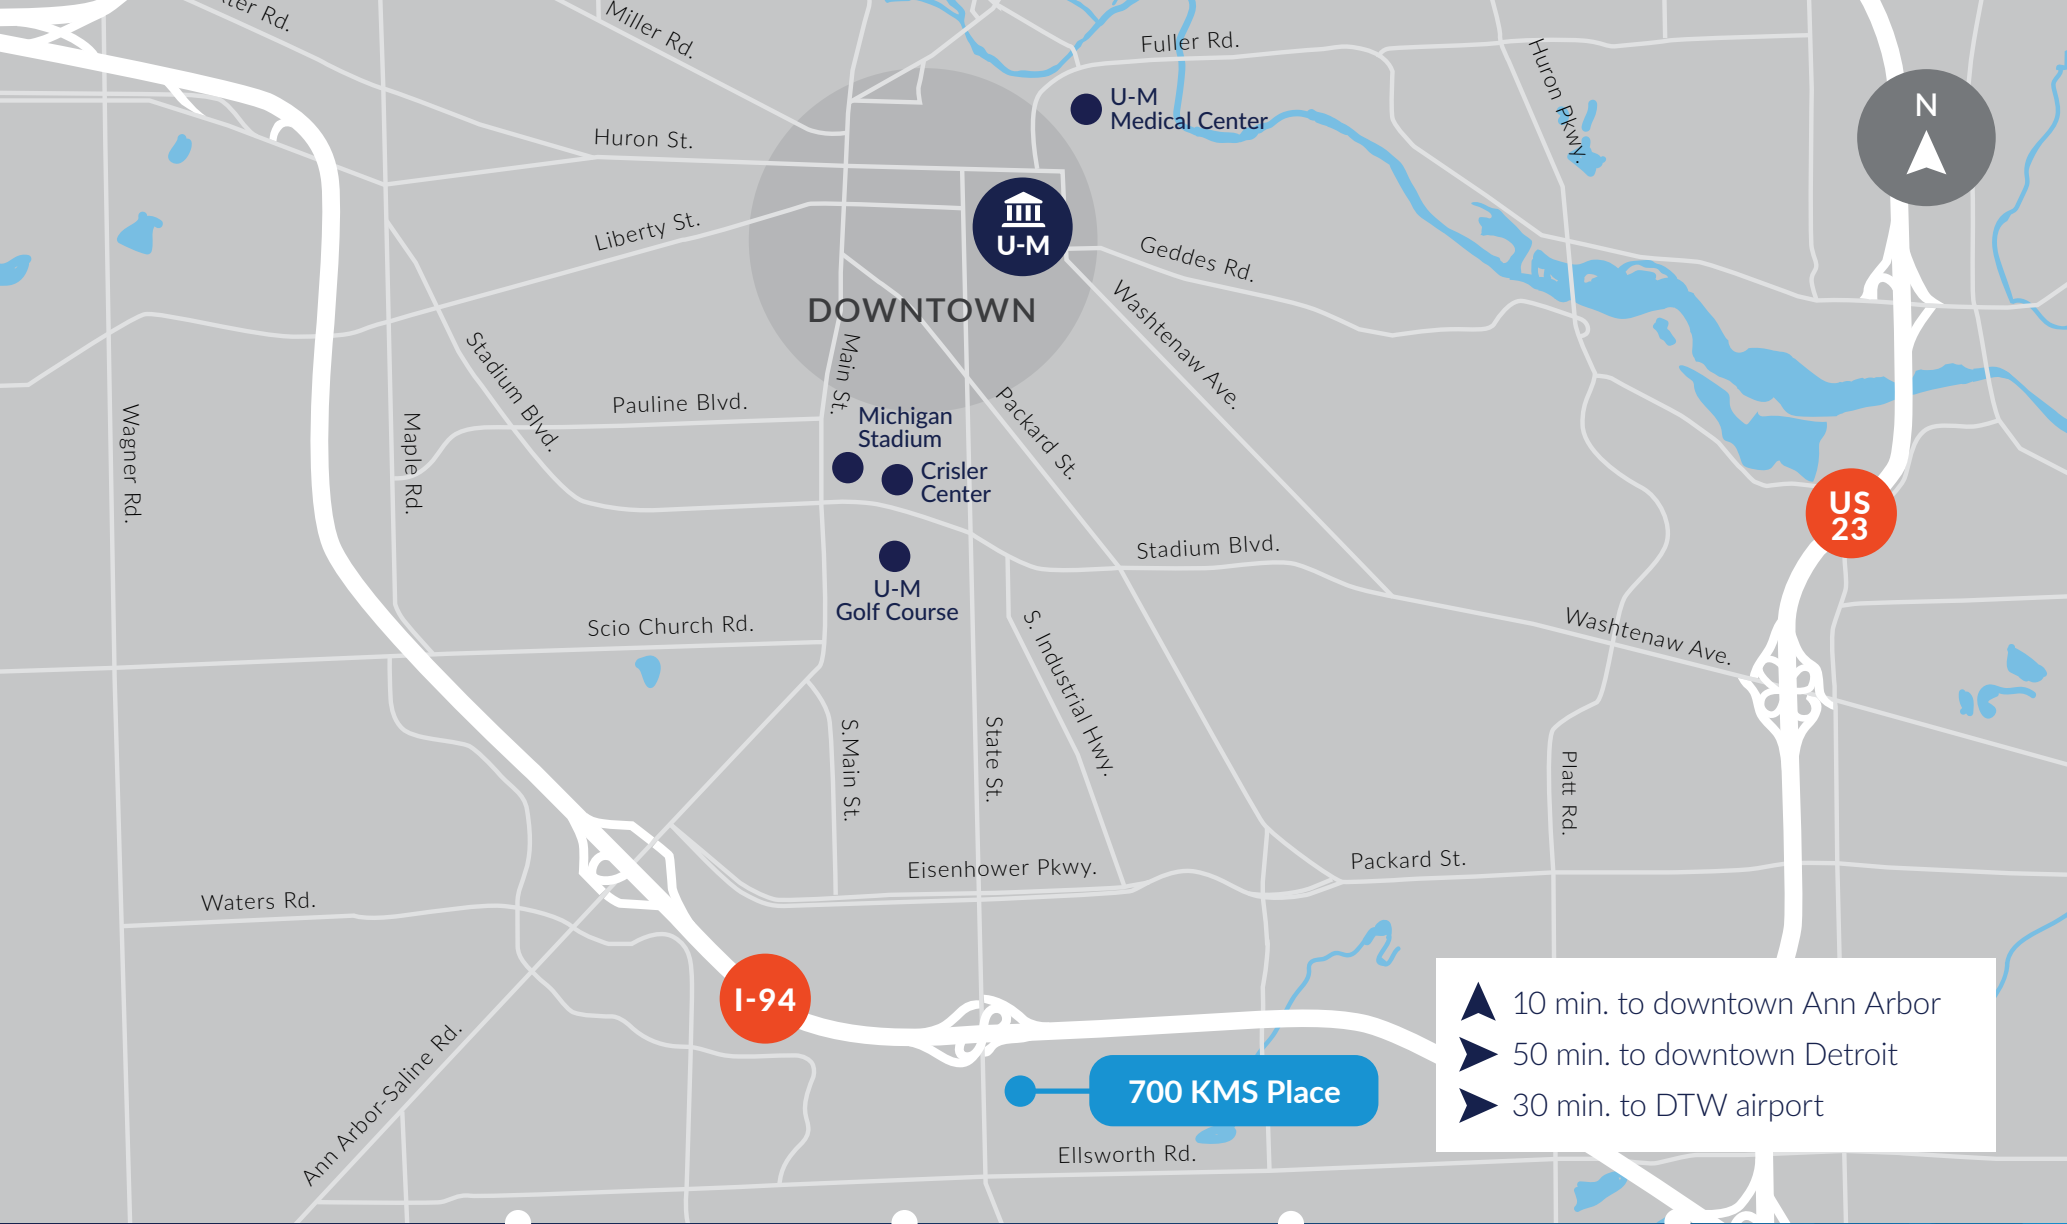 Miller Rd.
Fuller Rd.
Huron Pkwy.
U-M
Medical Center
N
Huron St.
Liberty St.
U-M
Geddes Rd.
DOWNTOWN
Washtenaw Ave.
Main St.
Stadium Blvd.
Pauline Blvd.
Packard St.
Wagner Rd.
Maple Rd.
Michigan
Stadium
Crisler
Center
US
23
Stadium Blvd.
U-M
Golf Course
Scio Church Rd.
S. Industrial Hwy.
Washtenaw Ave.
S.Main St.
State St.
Platt Rd.
Eisenhower Pkwy.
Packard St.
Waters Rd.
I-94
Ann Arbor-Saline Rd.
700 KMS Place
Ellsworth Rd.
10 min. to downtown Ann Arbor
50 min. to downtown Detroit
30 min. to DTW airport